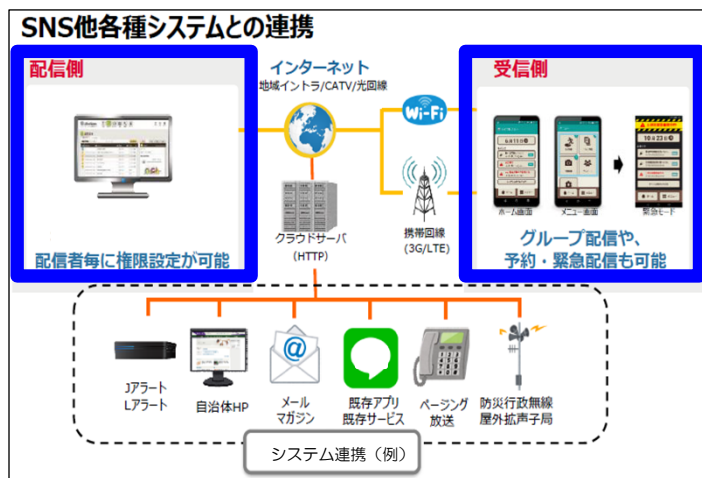 SNS他各種システムとの連携
配信側
配信者毎に権限設定が可能
インターネット
地域イントラ/CATV/光回線
Wi-Fi
クラウドサーバ
(HTTP)
携帯回線
(3G/LTE)
受信側
10月23日
ホーム画面
メニュー画面
緊急モード
グループ配信や、
予約・緊急配信も可能
Jアラート
Lアラート
自治体HP
メール
マガジン
既存アプリ
既存サービス
ページング
放送
防災行政無線
屋外拡声子局
システム連携（例）